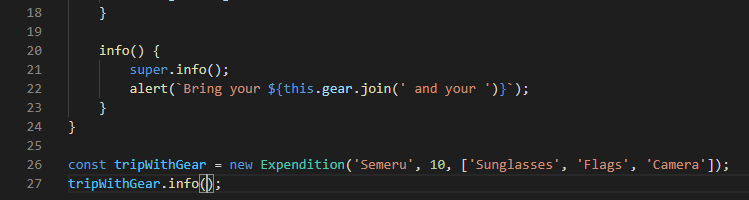 18 }
19
20 info() {
21 super.info();
22 alert(`Bring your ${this.gear.join(' and your ')}`);
23 }
24 }
25
26 const tripWithGear = new Expendition('Semeru', 10, ['Sunglasses', 'Flags', 'Camera']);
27 tripWithGear.info();